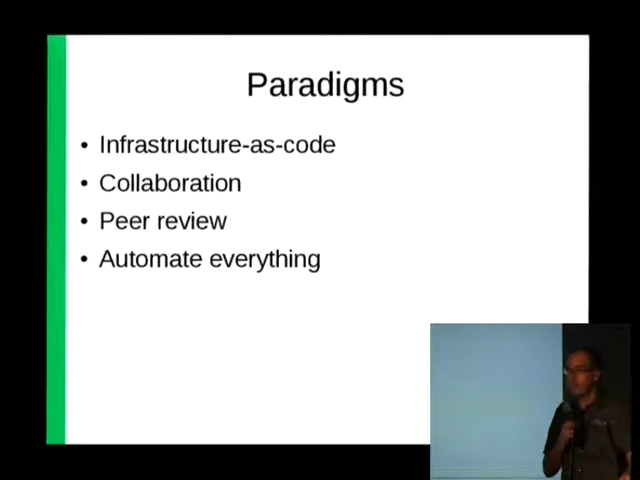 Paradigms
• Infrastructure-as-code
• Collaboration
• Peer review
• Automate everything